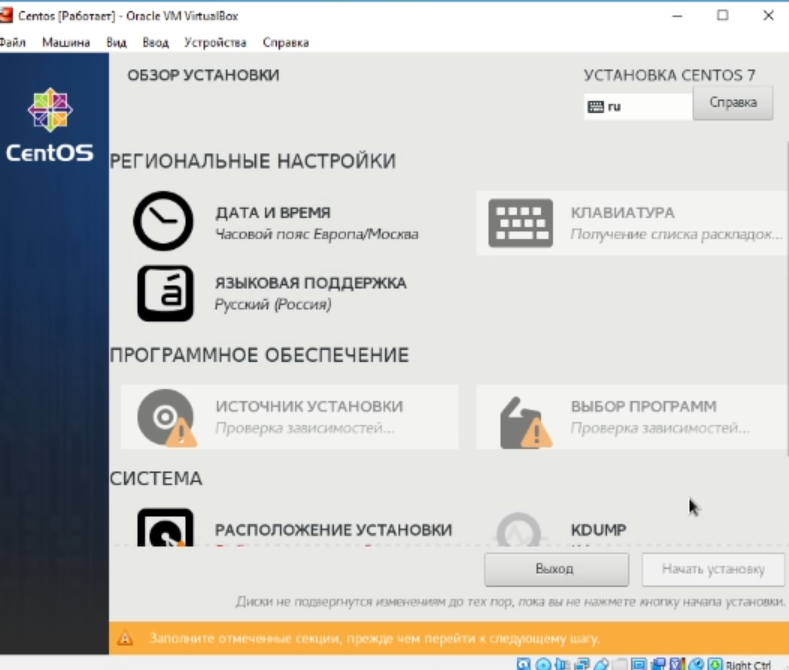 Centos [Работает] - Oracle VM VirtualBox
Файл Машина Вид Ввод Устройства Справка
ОБЗОР УСТАНОВКИ
УСТАНОВКА CENTOS 7
ru
Справка
CentOS
РЕГИОНАЛЬНЫЕ НАСТРОЙКИ
ДАТА И ВРЕМЯ
Часовой пояс Европа/Москва
КЛАВИАТУРА
Получение списка раскладок...
á
ЯЗЫКОВАЯ ПОДДЕРЖКА
Русский (Россия)
ПРОГРАММНОЕ ОБЕСПЕЧЕНИЕ
ИСТОЧНИК УСТАНОВКИ
Проверка зависимостей...
ВЫБОР ПРОГРАММ
Проверка зависимостей...
СИСТЕМА
РАСПОЛОЖЕНИЕ УСТАНОВКИ
KDUMP
Выход
Начать установку
Диски не подвергнутся изменениям до тех пор, пока вы не нажмете кнопку начала установки.
Заполните отмеченные секции, прежде чем перейти к следующему шагу.
Right Ctrl